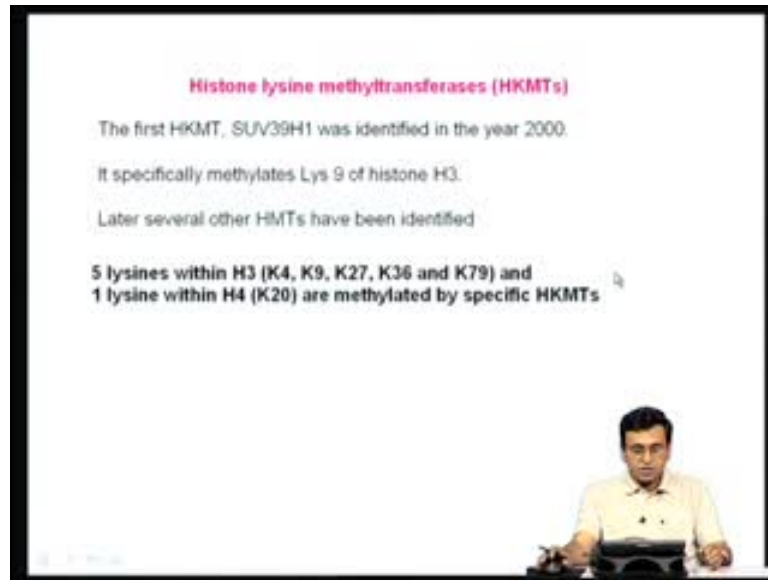 Histone lysine methyltransferases (HKMTs)
The first HKMT, SUV39H1 was identified in the year 2000.
It specifically methylates Lys 9 of histone H3.
Later several other HMTs have been identified
5 lysines within H3 (K4, K9, K27, K36 and K79) and
1 lysine within H4 (K20) are methylated by specific HKMTs